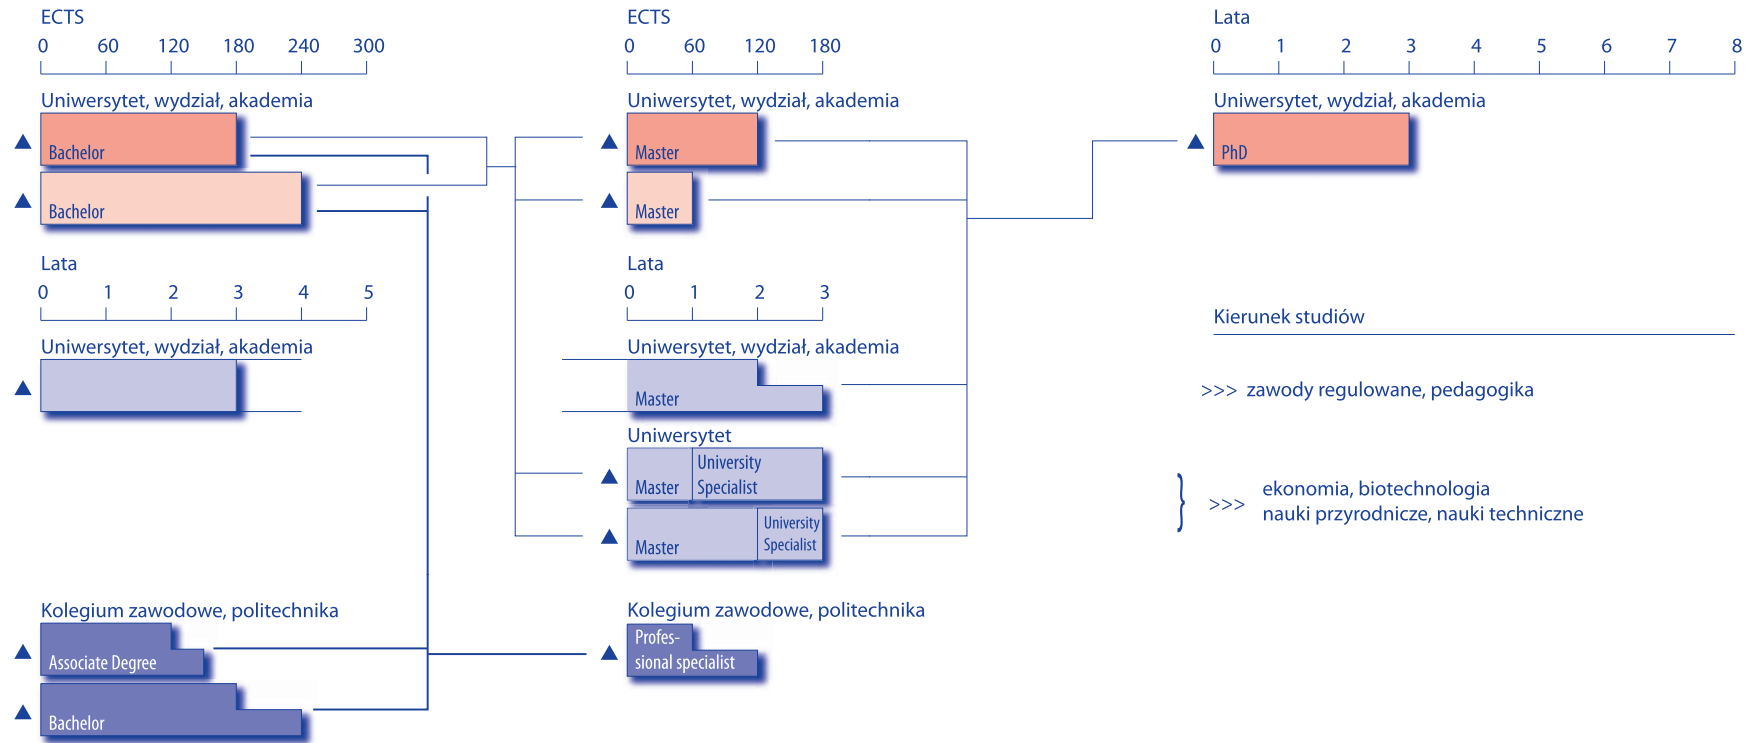 ECTS
0 60 120 180 240 300
Uniwersytet, wydział, akademia
Bachelor
Bachelor
Lata
0 1 2 3 4 5
Uniwersytet, wydział, akademia
Kolegium zawodowe, politechnika
Associate Degree
Bachelor
ECTS
0 60 120 180
Uniwersytet, wydział, akademia
Master
Master
Lata
0 1 2 3
Uniwersytet, wydział, akademia
Master
Uniwersytet
Master
University
Specialist
Master
University
Specialist
Kolegium zawodowe, politechnika
Profes-
sional specialist
Lata
0 1 2 3 4 5 6 7 8
Uniwersytet, wydział, akademia
PhD
Kierunek studiów
>>> zawody regulowane, pedagogika
} >>> ekonomia, biotechnologia
nauki przyrodnicze, nauki techniczne